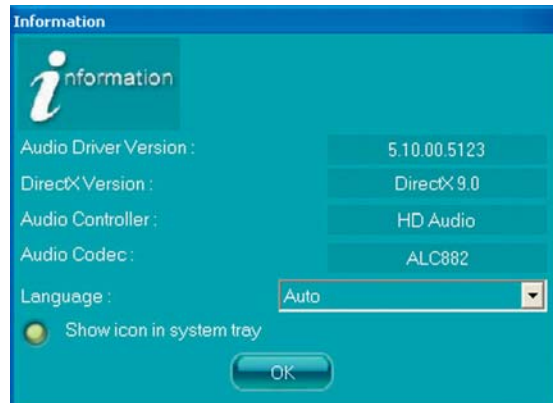 Information
information
Audio Driver Version : 5.10.00.5123
DirectX Version : DirectX 9.0
Audio Controller : HD Audio
Audio Codec : ALC882
Language : Auto
Show icon in system tray
OK